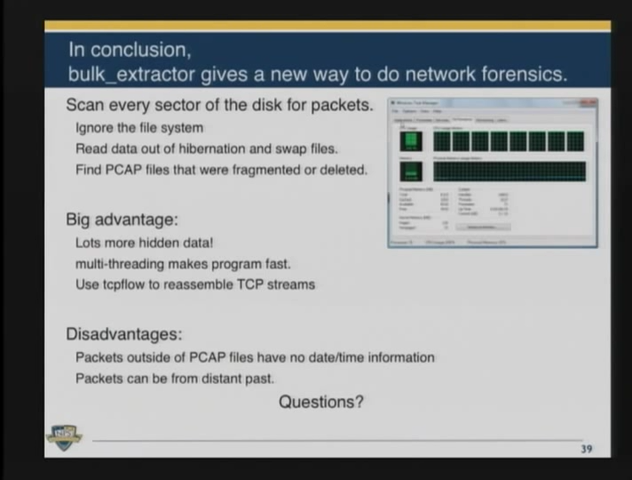 In conclusion,
bulk_extractor gives a new way to do network forensics.
Scan every sector of the disk for packets.
Ignore the file system
Read data out of hibernation and swap files.
Find PCAP files that were fragmented or deleted.
Big advantage:
Lots more hidden data!
multi-threading makes program fast.
Use tcpflow to reassemble TCP streams
Disadvantages:
Packets outside of PCAP files have no date/time information
Packets can be from distant past.
Questions?
39